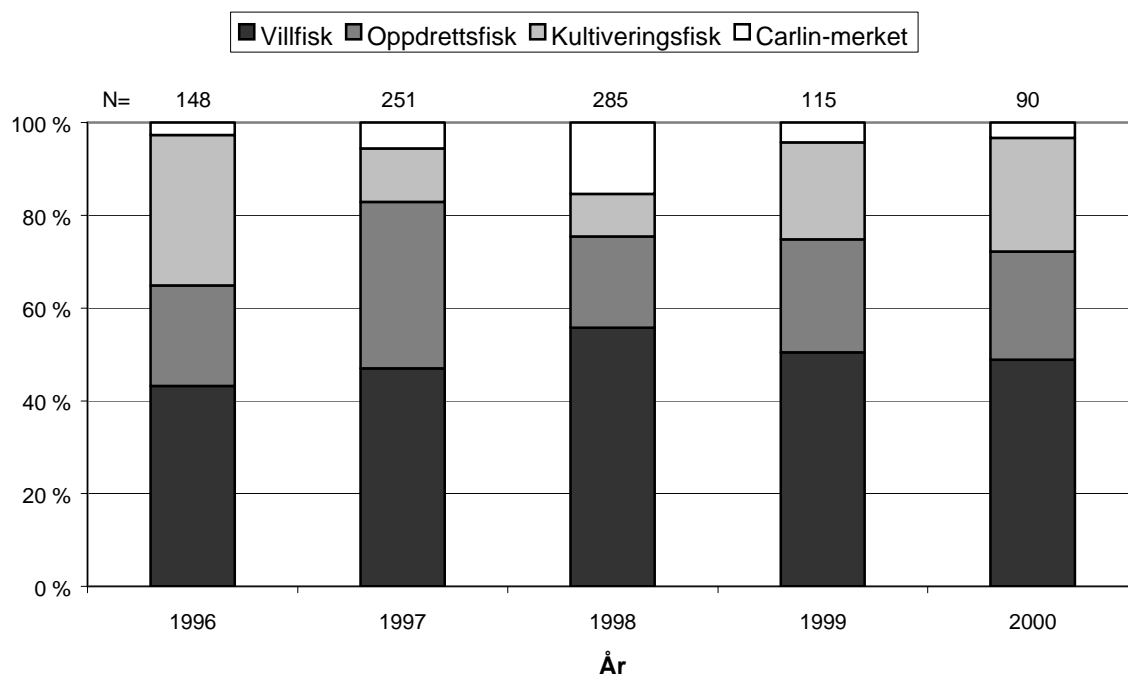 Villfisk Oppdrettsfisk Kultiveringsfisk Carlin-merket
N= 148 251 285 115 90
100 %
80 %
60 %
40 %
20 %
0 %
1996 1997 1998 1999 2000
År